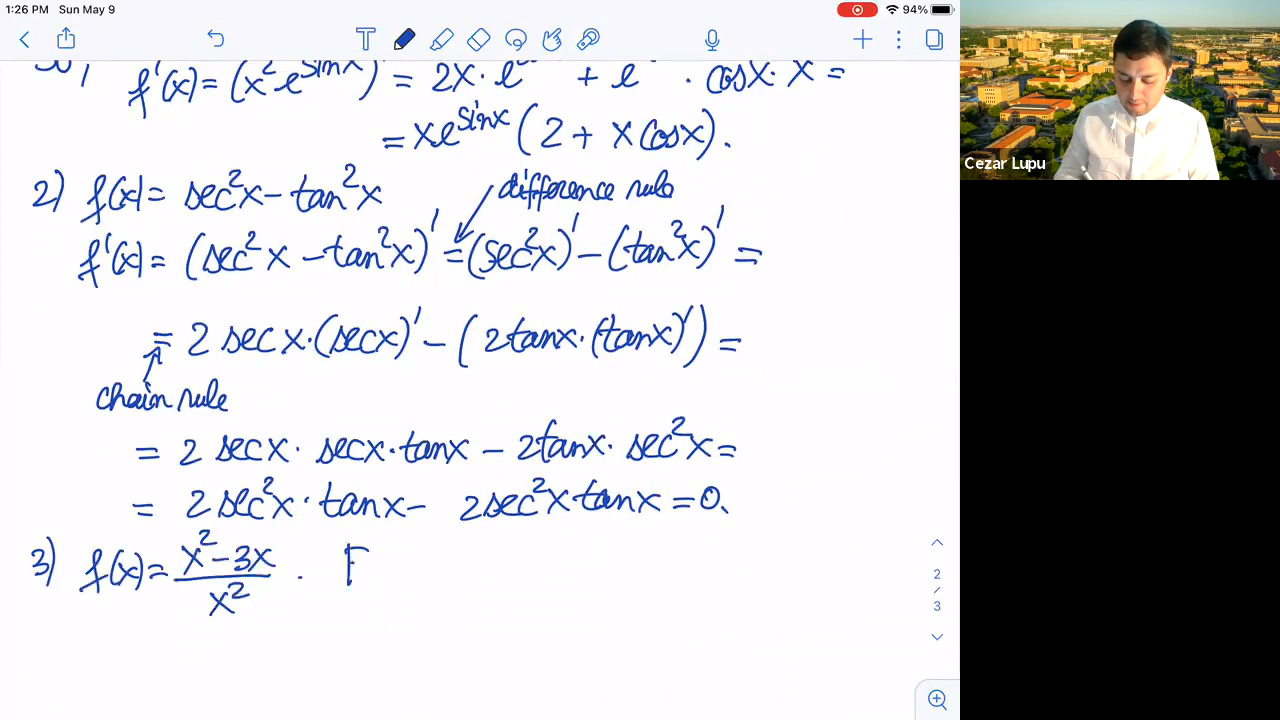 1:26 PM Sun May 9
94%
T
f'(x) = (x² e^sinx)' = 2x · e + e · cosx · x =
= xe^sinx (2 + x cosx).
2) f(x) = sec²x - tan²x
difference rule
f'(x) = (sec²x - tan²x)' = (sec²x)' - (tan²x)' =
= 2 secx · (secx)' - (2tanx · (tanx)') =
chain rule
= 2 secx · secx · tanx - 2tanx · sec²x =
= 2sec²x · tanx - 2sec²x tanx = 0.
3) f(x) = x² - 3x / x² . F
2
/
3
Cezar Lupu